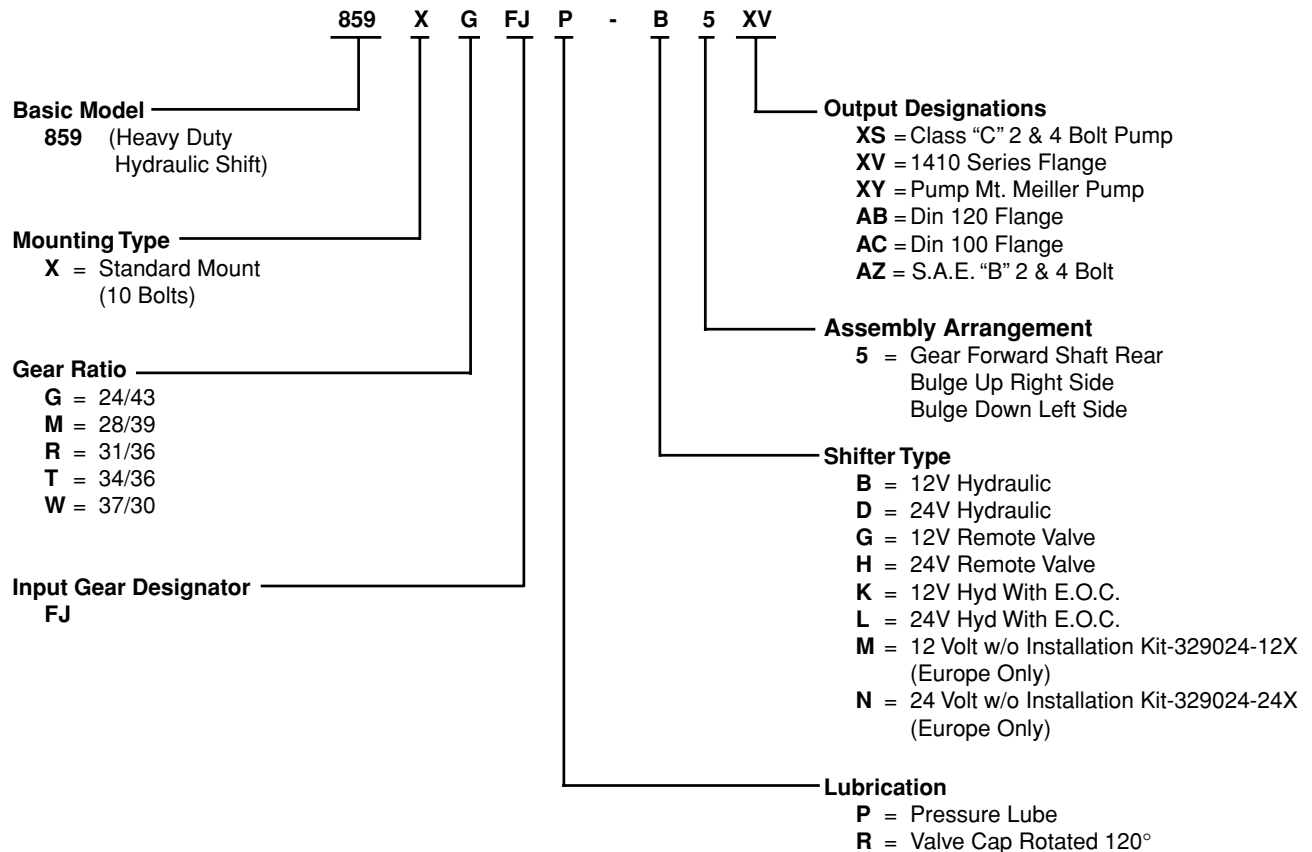 859 X G FJ P - B 5 XV
Basic Model
859 (Heavy Duty
Hydraulic Shift)
Mounting Type
X = Standard Mount
(10 Bolts)
Gear Ratio
G = 24/43
M = 28/39
R = 31/36
T = 34/36
W = 37/30
Input Gear Designator
FJ
Output Designations
XS = Class “C” 2 & 4 Bolt Pump
XV = 1410 Series Flange
XY = Pump Mt. Meiller Pump
AB = Din 120 Flange
AC = Din 100 Flange
AZ = S.A.E. “B” 2 & 4 Bolt
Assembly Arrangement
5 = Gear Forward Shaft Rear
Bulge Up Right Side
Bulge Down Left Side
Shifter Type
B = 12V Hydraulic
D = 24V Hydraulic
G = 12V Remote Valve
H = 24V Remote Valve
K = 12V Hyd With E.O.C.
L = 24V Hyd With E.O.C.
M = 12 Volt w/o Installation Kit-329024-12X
(Europe Only)
N = 24 Volt w/o Installation Kit-329024-24X
(Europe Only)
Lubrication
P = Pressure Lube
R = Valve Cap Rotated 120°